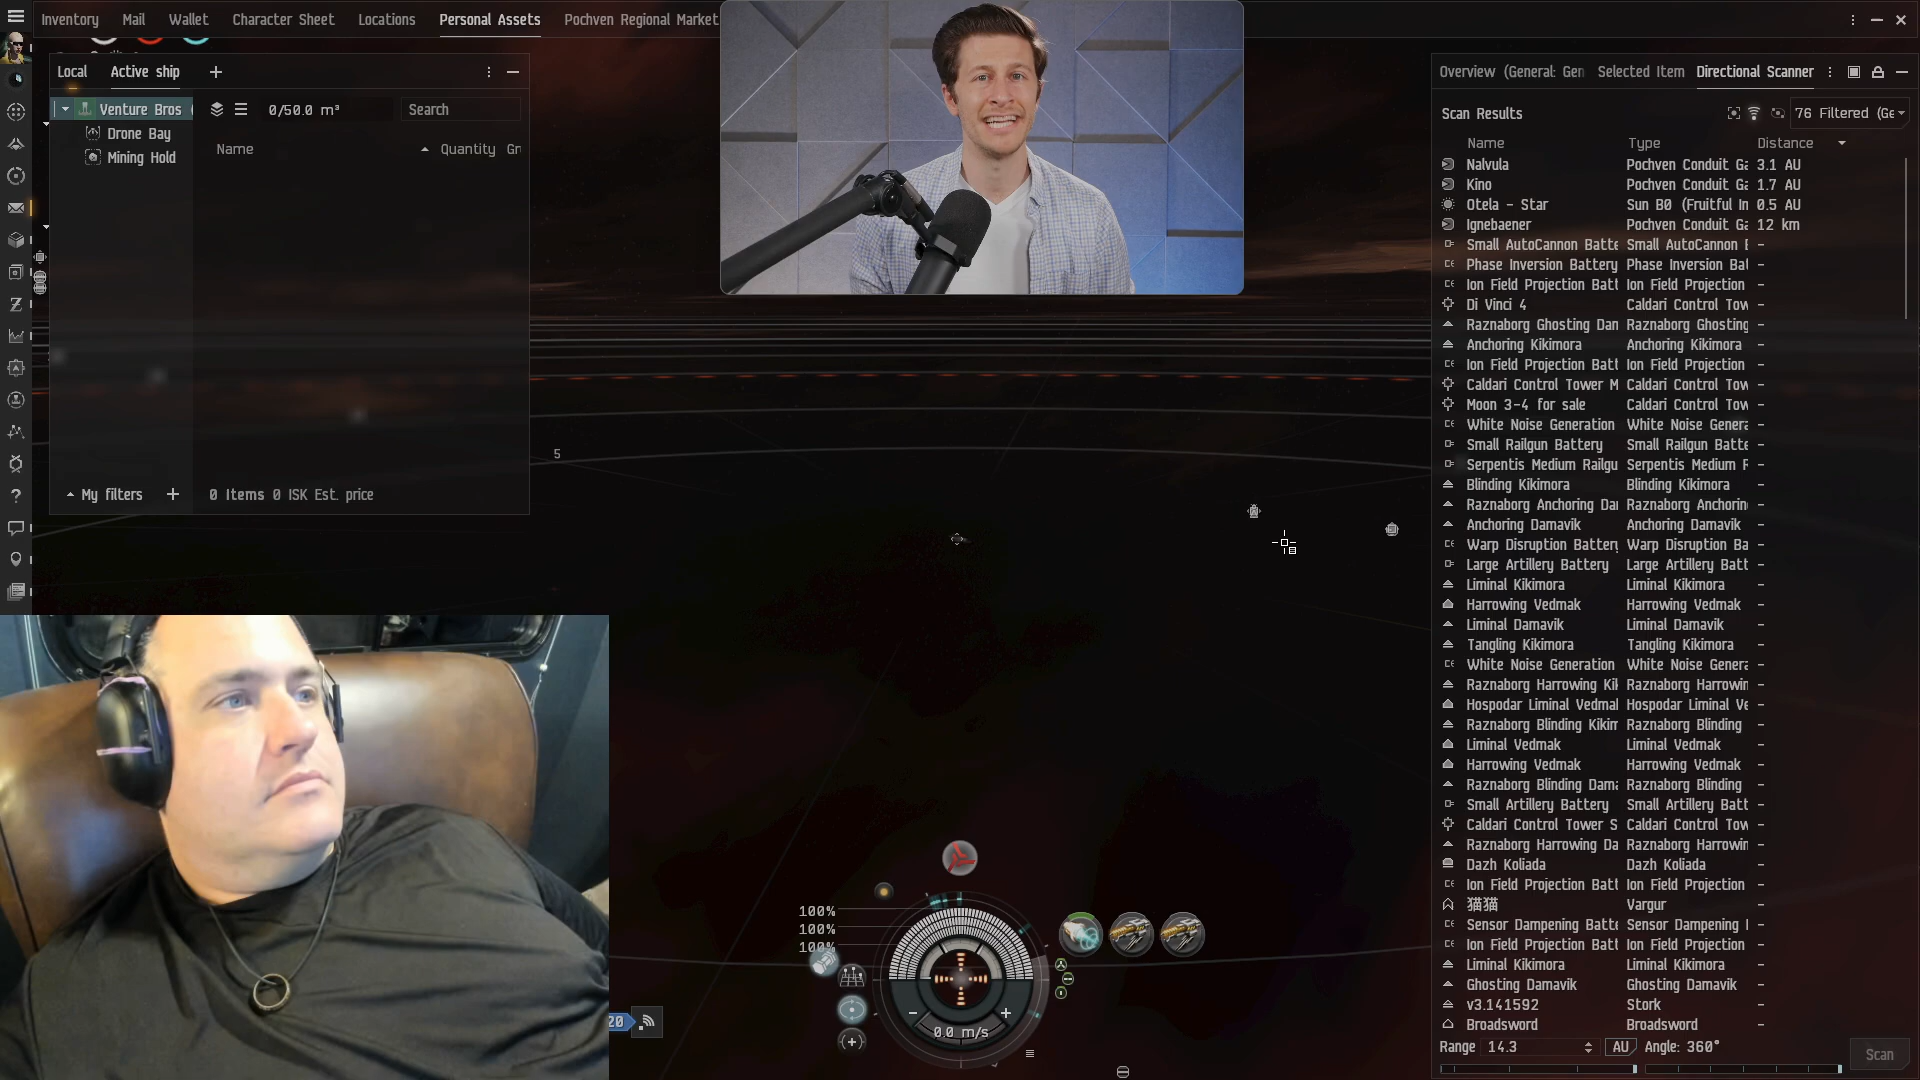 Inventory Mail Wallet Character Sheet Locations Personal Assets Pochven Regional Market
Local Active ship +
Venture Bros
Drone Bay
Mining Hold
0/50.0 m³ Search
Name Quantity
My filters +
0 Items 0 ISK Est. price
5
Overview (General: Gen Selected Item Directional Scanner
Scan Results 76 Filtered (Ge
Name Type Distance
Nalvula Pochven Conduit Ga 3.1 AU
Kino Pochven Conduit Ga 1.7 AU
Otela - Star Sun B0 (Fruitful In 0.5 AU
Ignebaener Pochven Conduit Ga 12 km
Small AutoCannon Batte Small AutoCannon B -
Phase Inversion Battery Phase Inversion Bat -
Ion Field Projection Batt Ion Field Projection -
Di Vinci 4 Caldari Control Tow -
Raznaborg Ghosting Dam Raznaborg Ghosting -
Anchoring Kikimora Anchoring Kikimora -
Ion Field Projection Batt Ion Field Projection -
Caldari Control Tower M Caldari Control Tow -
Moon 3-4 for sale Caldari Control Tow -
White Noise Generation White Noise Genera -
Small Railgun Battery Small Railgun Batte -
Serpentis Medium Railgu Serpentis Medium R -
Blinding Kikimora Blinding Kikimora -
Raznaborg Anchoring Da Raznaborg Anchorin -
Anchoring Damavik Anchoring Damavik -
Warp Disruption Battery Warp Disruption Ba -
Large Artillery Battery Large Artillery Batt -
Liminal Kikimora Liminal Kikimora -
Harrowing Vedmak Harrowing Vedmak -
Liminal Damavik Liminal Damavik -
Tangling Kikimora Tangling Kikimora -
White Noise Generation White Noise Genera -
Raznaborg Harrowing Kik Raznaborg Harrowin -
Hospodar Liminal Vedmak Hospodar Liminal Ve -
Raznaborg Blinding Kikim Raznaborg Blinding -
Liminal Vedmak Liminal Vedmak -
Harrowing Vedmak Harrowing Vedmak -
Raznaborg Blinding Dama Raznaborg Blinding -
Small Artillery Battery Small Artillery Batt -
Caldari Control Tower S Caldari Control Tow -
Raznaborg Harrowing Da Raznaborg Harrowin -
Dazh Koliada Dazh Koliada -
Ion Field Projection Batt Ion Field Projection -
猫猫 Vargur -
Sensor Dampening Batte Sensor Dampening I -
Ion Field Projection Batt Ion Field Projection -
Liminal Kikimora Liminal Kikimora -
Ghosting Damavik Ghosting Damavik -
v3.141592 Stork -
Broadsword Broadsword -
Range 14.3 AU Angle: 360° Scan
100%
100%
100%
0.0 m/s
20